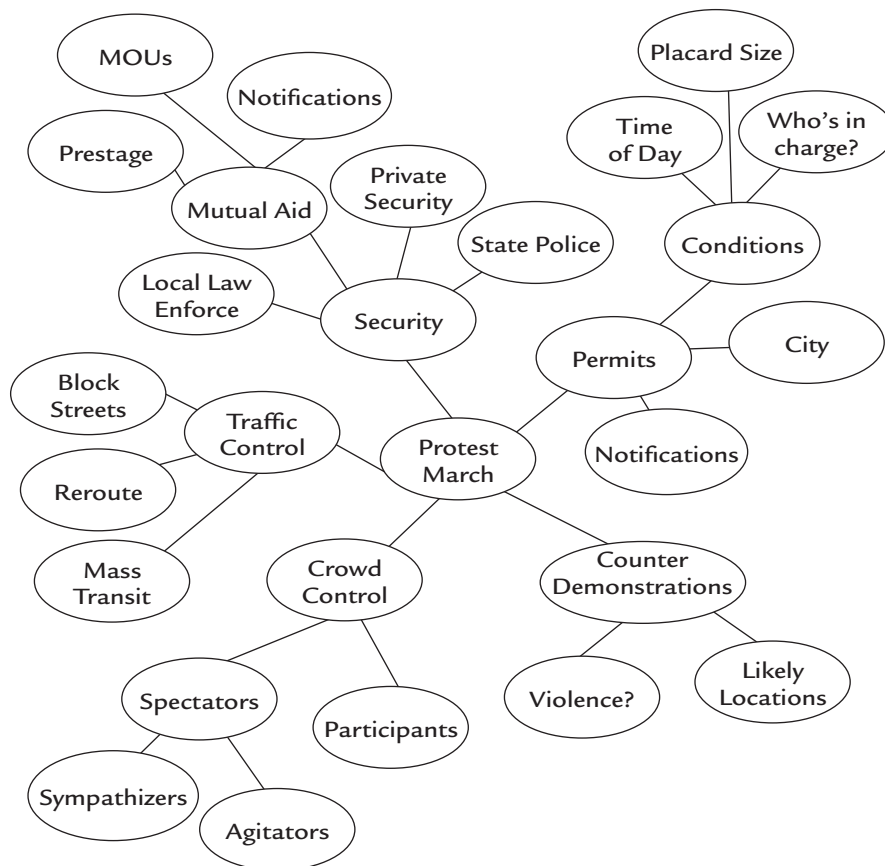 MOUs
Placard Size
Notifications
Time
of Day
Who's in
charge?
Prestage
Private
Security
Mutual Aid
State Police
Conditions
Local Law
Enforce
Security
Permits
City
Block
Streets
Traffic
Control
Protest
March
Notifications
Reroute
Mass
Transit
Crowd
Control
Counter
Demonstrations
Spectators
Participants
Violence?
Likely
Locations
Sympathizers
Agitators